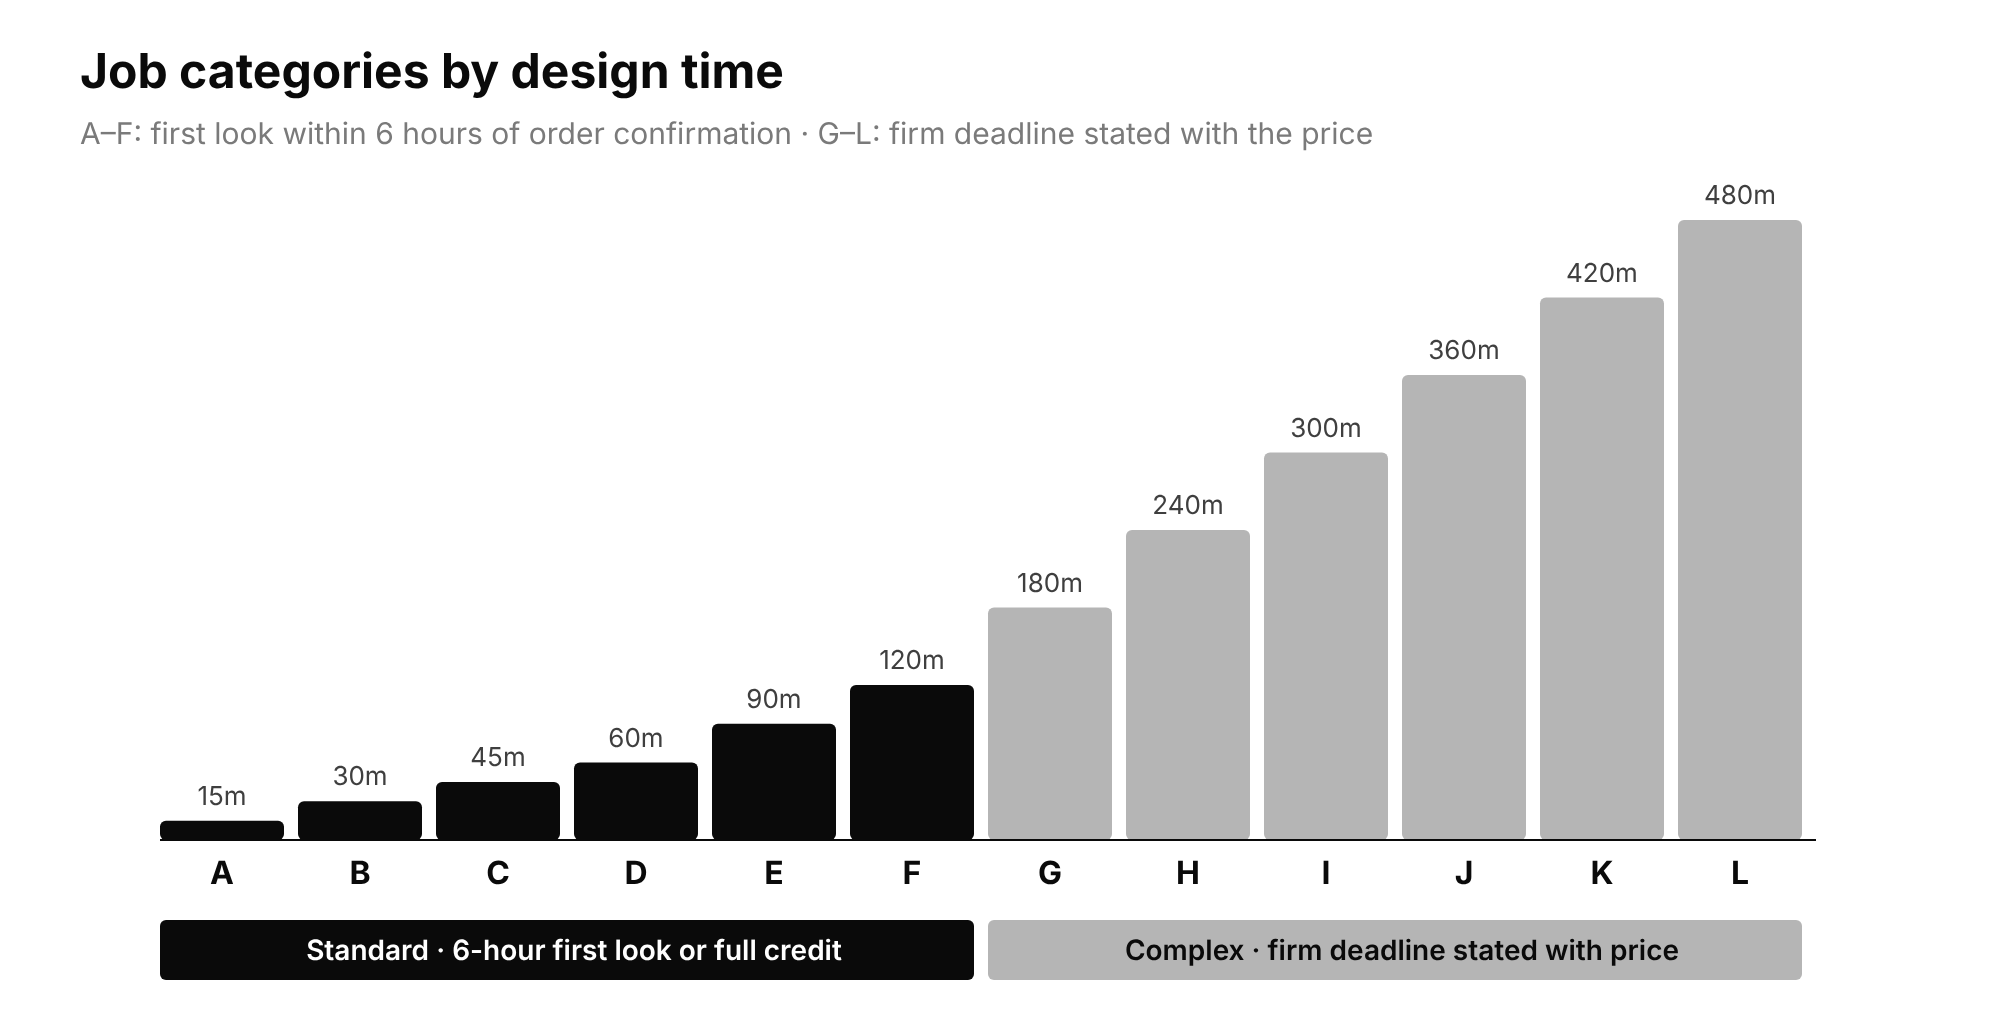 Job categories by design time
A–F: first look within 6 hours of order confirmation · G–L: firm deadline stated with the price
15m
30m
45m
60m
90m
120m
180m
240m
300m
360m
420m
480m
A B C D E F G H I J K L
Standard · 6-hour first look or full credit
Complex · firm deadline stated with price